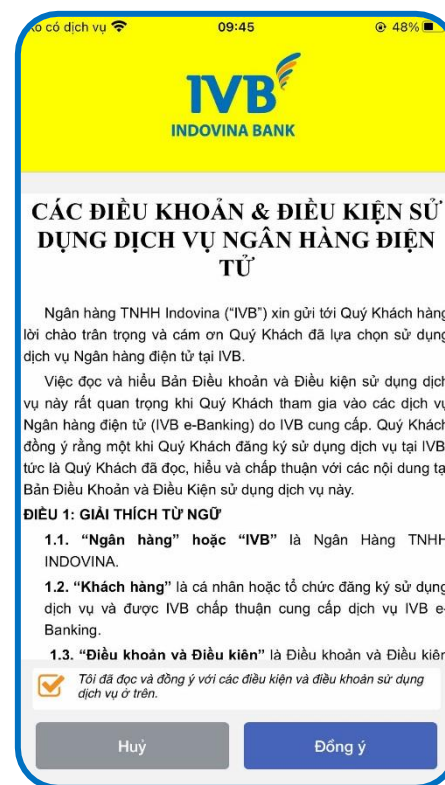 có dịch vụ 09:45 48%
IVB
INDOVINA BANK
CÁC ĐIỀU KHOẢN & ĐIỀU KIỆN SỬ
DỤNG DỊCH VỤ NGÂN HÀNG ĐIỆN
TỬ
Ngân hàng TNHH Indovina (“IVB”) xin gửi tới Quý Khách hàng
lời chào trân trọng và cám ơn Quý Khách đã lựa chọn sử dụng
dịch vụ Ngân hàng điện tử tại IVB.
Việc đọc và hiểu Bản Điều khoản và Điều kiện sử dụng dịch
vụ này rất quan trọng khi Quý Khách tham gia vào các dịch vụ
Ngân hàng điện tử (IVB e-Banking) do IVB cung cấp. Quý Khách
đồng ý rằng một khi Quý Khách đăng ký sử dụng dịch vụ tại IVB
tức là Quý Khách đã đọc, hiểu và chấp thuận với các nội dung tạ
Bản Điều Khoản và Điều Kiện sử dụng dịch vụ này.
ĐIỀU 1: GIẢI THÍCH TỪ NGỮ
1.1. “Ngân hàng” hoặc “IVB” là Ngân Hàng TNHH
INDOVINA.
1.2. “Khách hàng” là cá nhân hoặc tổ chức đăng ký sử dụng
dịch vụ và được IVB chấp thuận cung cấp dịch vụ IVB e-
Banking.
1.3. “Điều khoản và Điều kiện” là Điều khoản và Điều kiện
Tôi đã đọc và đồng ý với các điều kiện và điều khoản sử dụng
dịch vụ ở trên.
Huỷ Đồng ý